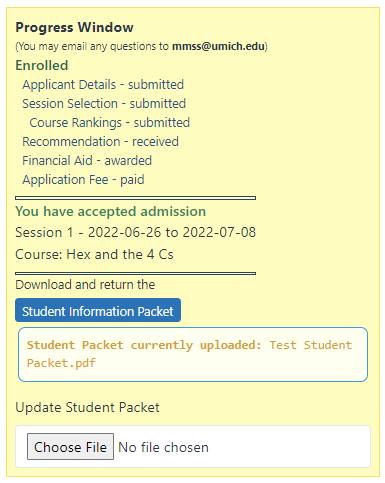 Progress Window
(You may email any questions to mmss@umich.edu)
Enrolled
Applicant Details - submitted
Session Selection - submitted
Course Rankings - submitted
Recommendation - received
Financial Aid - awarded
Application Fee - paid
You have accepted admission
Session 1 - 2022-06-26 to 2022-07-08
Course: Hex and the 4 Cs
Download and return the
Student Information Packet
Student Packet currently uploaded: Test Student
Packet.pdf
Update Student Packet
Choose File No file chosen